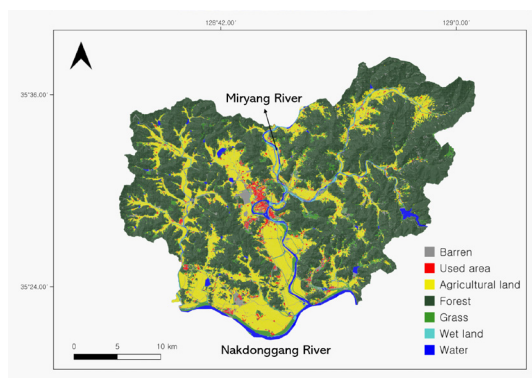 128°42.00'
129°0.00'
35°36.00'
Miryang River
35°24.00'
Barren
Used area
Agricultural land
Forest
Grass
Wet land
Water
0 5 10 km
Nakdonggang River